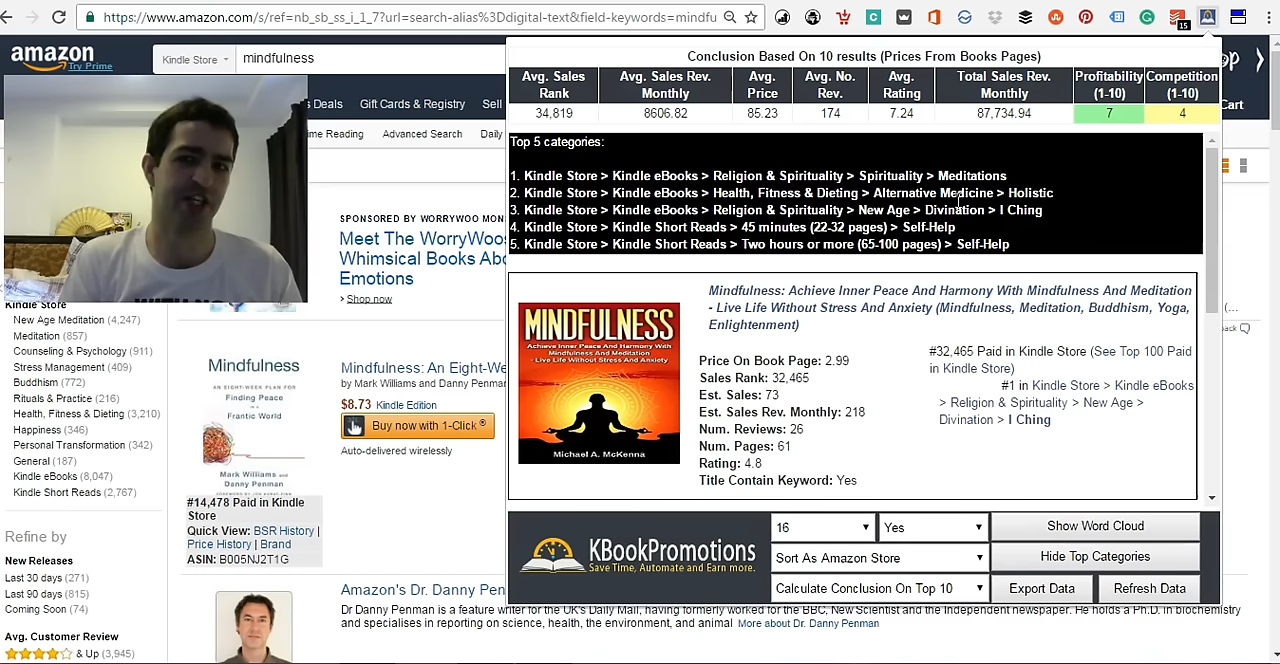 https://www.amazon.com/s/ref=nb_sb_ss_i_1_7?url=search-alias%3Ddigital-text&field-keywords=mindfu
15
amazon
Try Prime
Kindle Store
mindfulness
Deals
Gift Cards & Registry
Sell
Cart
Advanced Search
Daily
Conclusion Based On 10 results (Prices From Books Pages)
Avg. Sales Rank
Avg. Sales Rev. Monthly
Avg. Price
Avg. No. Rev.
Avg. Rating
Total Sales Rev. Monthly
Profitability (1-10)
Competition (1-10)
34,819
8606.82
85.23
174
7.24
87,734.94
7
4
Top 5 categories:
1. Kindle Store > Kindle eBooks > Religion & Spirituality > Spirituality > Meditations
2. Kindle Store > Kindle eBooks > Health, Fitness & Dieting > Alternative Medicine > Holistic
3. Kindle Store > Kindle eBooks > Religion & Spirituality > New Age > Divination > I Ching
4. Kindle Store > Kindle Short Reads > 45 minutes (22-32 pages) > Self-Help
5. Kindle Store > Kindle Short Reads > Two hours or more (65-100 pages) > Self-Help
SPONSORED BY WORRYWOO MON
Meet The WorryWoos
Whimsical Books Abo
Emotions
› Shop now
Kindle Store
New Age Meditation (4,247)
Meditation (857)
Counseling & Psychology (911)
Stress Management (409)
Buddhism (772)
Rituals & Practice (216)
Health, Fitness & Dieting (3,210)
Happiness (346)
Personal Transformation (342)
General (187)
Kindle eBooks (8,047)
Kindle Short Reads (2,767)
Refine by
New Releases
Last 30 days (271)
Last 90 days (815)
Coming Soon (74)
Avg. Customer Review
& Up (3,945)
Mindfulness
AN EIGHT-WEEK PLAN FOR
Finding Peace
IN A
Frantic World
Mark Williams and
Danny Penman
#14,478 Paid in Kindle
Store
Quick View: BSR History |
Price History | Brand
ASIN: B005NJ2T1G
Mindfulness: An Eight-We
by Mark Williams and Danny Penma
$8.73 Kindle Edition
Buy now with 1-Click ®
Auto-delivered wirelessly
Amazon's Dr. Danny Pen
Dr Danny Penman is a feature writer for the UK's Daily Mail, having formerly worked for the BBC, New Scientist and the Independent newspaper. He holds a Ph.D. in biochemistry
and specialises in reporting on science, health, the environment, and animal More about Dr. Danny Penman
MINDFULNESS
Achieve Inner Peace And Harmony With
Mindfulness And Meditation
- Live Life Without Stress And Anxiety
Michael A. McKenna
Mindfulness: Achieve Inner Peace And Harmony With Mindfulness And Meditation
- Live Life Without Stress And Anxiety (Mindfulness, Meditation, Buddhism, Yoga,
Enlightenment)
Price On Book Page: 2.99
Sales Rank: 32,465
Est. Sales: 73
Est. Sales Rev. Monthly: 218
Num. Reviews: 26
Num. Pages: 61
Rating: 4.8
Title Contain Keyword: Yes
#32,465 Paid in Kindle Store (See Top 100 Paid
in Kindle Store)
#1 in Kindle Store > Kindle eBooks
> Religion & Spirituality > New Age >
Divination > I Ching
KBookPromotions
Save Time, Automate and Earn more.
16
Yes
Show Word Cloud
Sort As Amazon Store
Hide Top Categories
Calculate Conclusion On Top 10
Export Data
Refresh Data